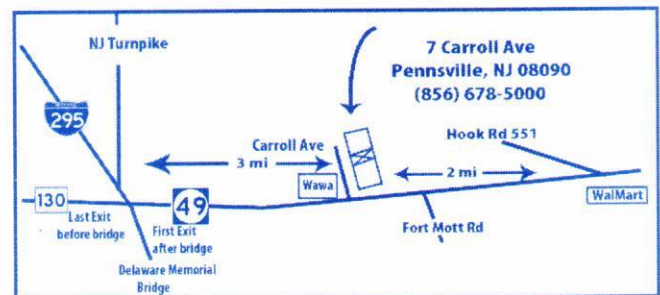 NJ Turnpike
7 Carroll Ave
Pennsville, NJ 08090
(856) 678-5000
295
Carroll Ave
Hook Rd 551
3 mi
2 mi
Wawa
WalMart
130
49
Last Exit
before bridge
First Exit
after bridge
Fort Mott Rd
Delaware Memorial
Bridge